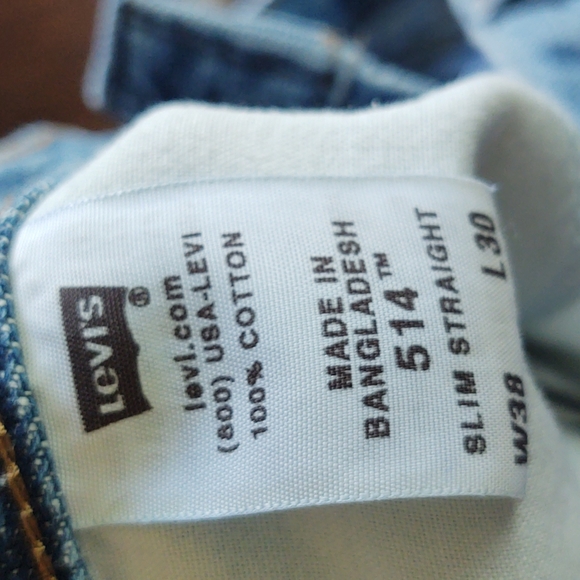 LEVI'S ®
levi.com
(800) USA-LEVI
100% COTTON
MADE IN
BANGLADESH
514™
SLIM STRAIGHT
W38 L30